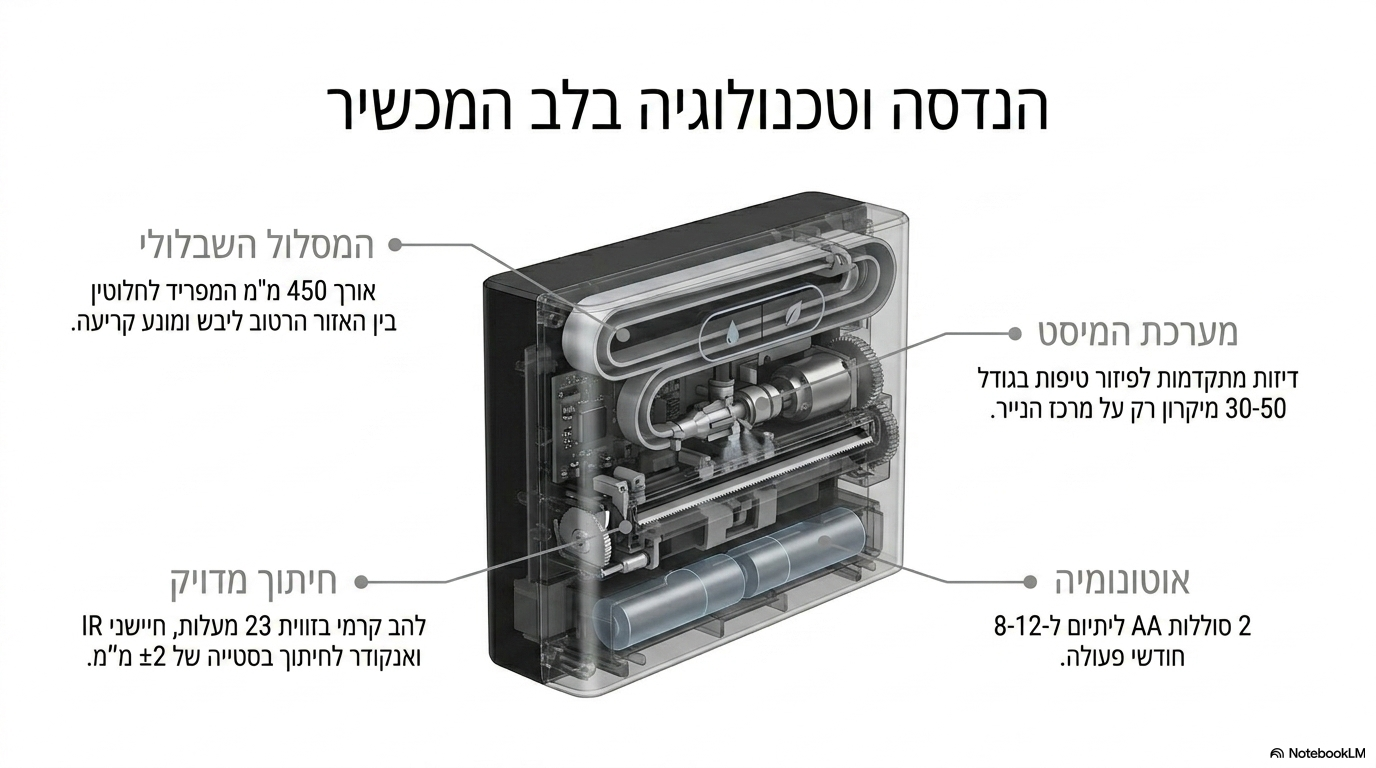 הנדסה וטכנולוגיה בלב המכשיר
המסלול השבלולי
אורך 450 מ"מ המפריד לחלוטין
בין האזור הרטוב ליבש ומונע קריעה.
מערכת המיסט
דיזות מתקדמות לפיזור טיפות בגודל
30-50 מיקרון רק על מרכז הנייר.
חיתוך מדויק
להב קרמי בזווית 23 מעלות, חיישני IR
ואנקודר לחיתוך בסטייה של ±2 מ"מ.
אוטונומיה
2 סוללות AA ליתיום ל-8-12
חודשי פעולה.
NotebookLM